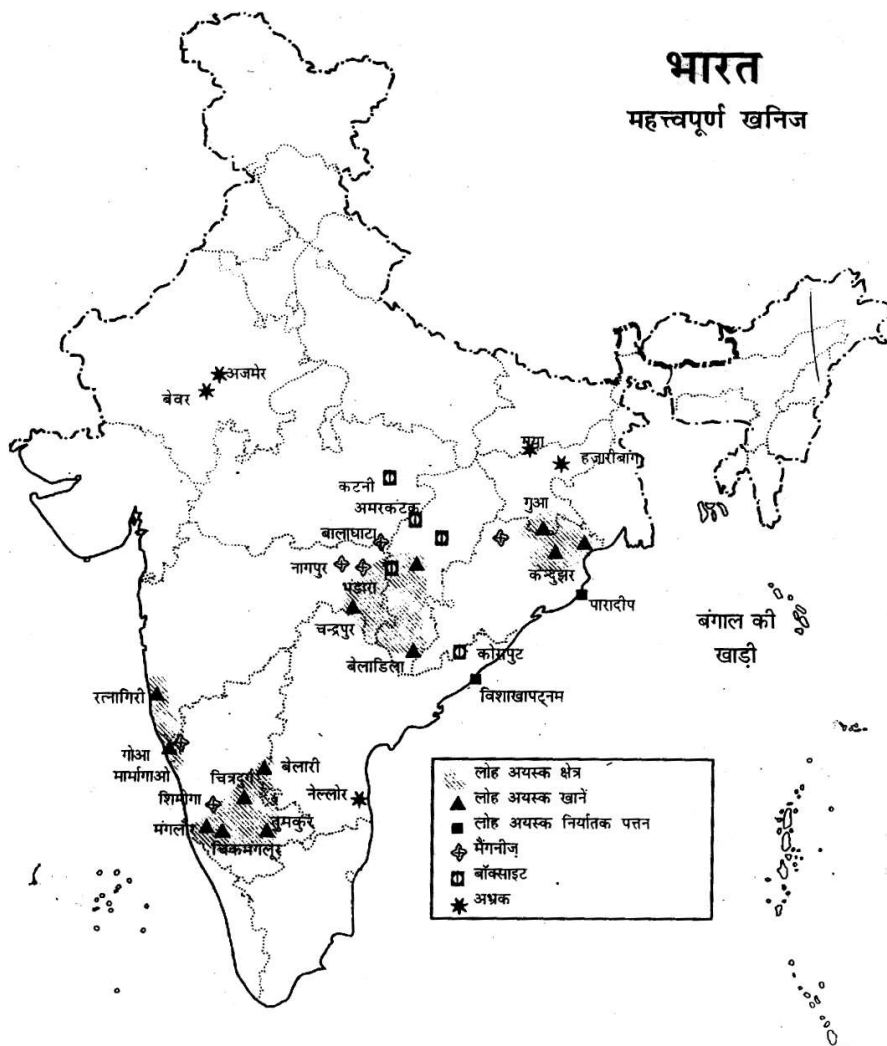 भारत
महत्त्वपूर्ण खनिज
अजमेर
बेवर
गया
हज़ारीबाग
कटनी
अमरकंटक
गुआ
बालाघाटा
नागपुर
भंडारा
केन्दुझर
पारादीप
चन्द्रपुर
बंगाल की
खाड़ी
बेलाडिला
कोरापुट
विशाखापट्नम
रत्नागिरी
गोआ
मार्मागाओ
बेलारी
चित्रदुर्ग
शिमोगा
नेल्लोर
मंगलौर
तुमकुर
चिकमगलूर
लोह अयस्क क्षेत्र
लोह अयस्क खानें
लोह अयस्क निर्यातक पत्तन
मैंगनीज़
बॉक्साइट
अभ्रक